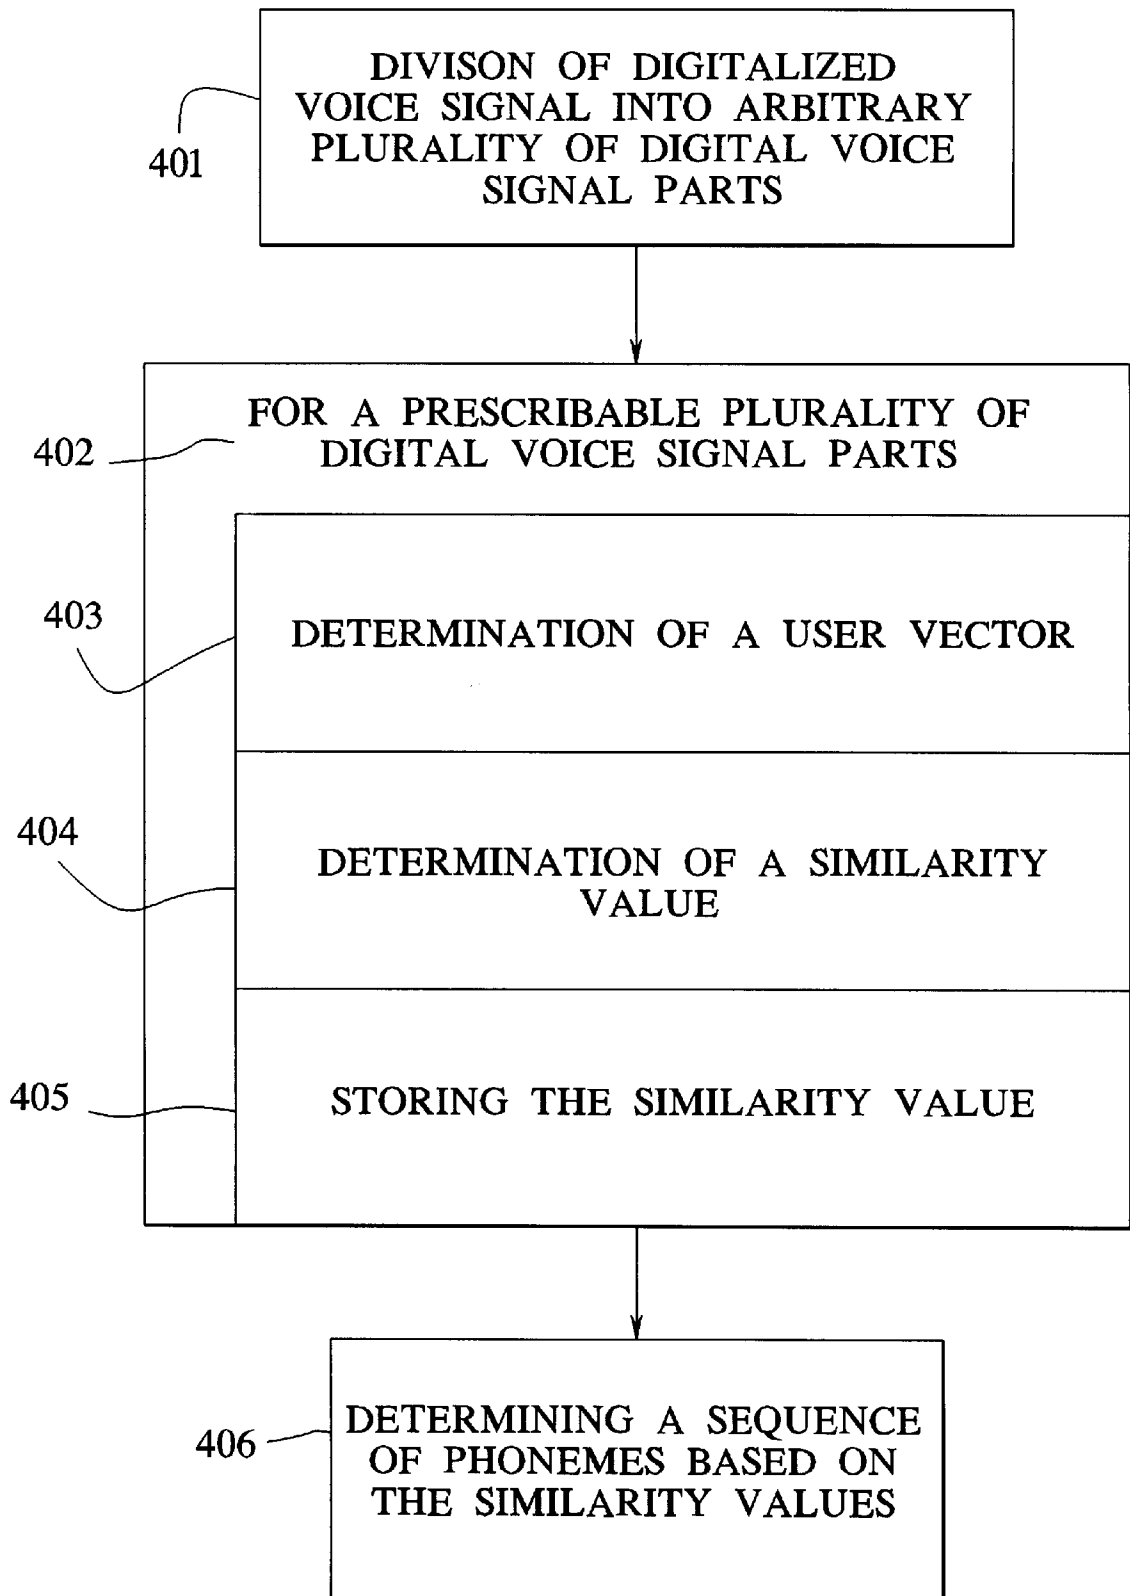 DIVISON OF DIGITALIZED
VOICE SIGNAL INTO ARBITRARY
PLURALITY OF DIGITAL VOICE
SIGNAL PARTS
401
FOR A PRESCRIBABLE PLURALITY OF
DIGITAL VOICE SIGNAL PARTS
402
403
DETERMINATION OF A USER VECTOR
404
DETERMINATION OF A SIMILARITY
VALUE
405
STORING THE SIMILARITY VALUE
406
DETERMINING A SEQUENCE
OF PHONEMES BASED ON
THE SIMILARITY VALUES